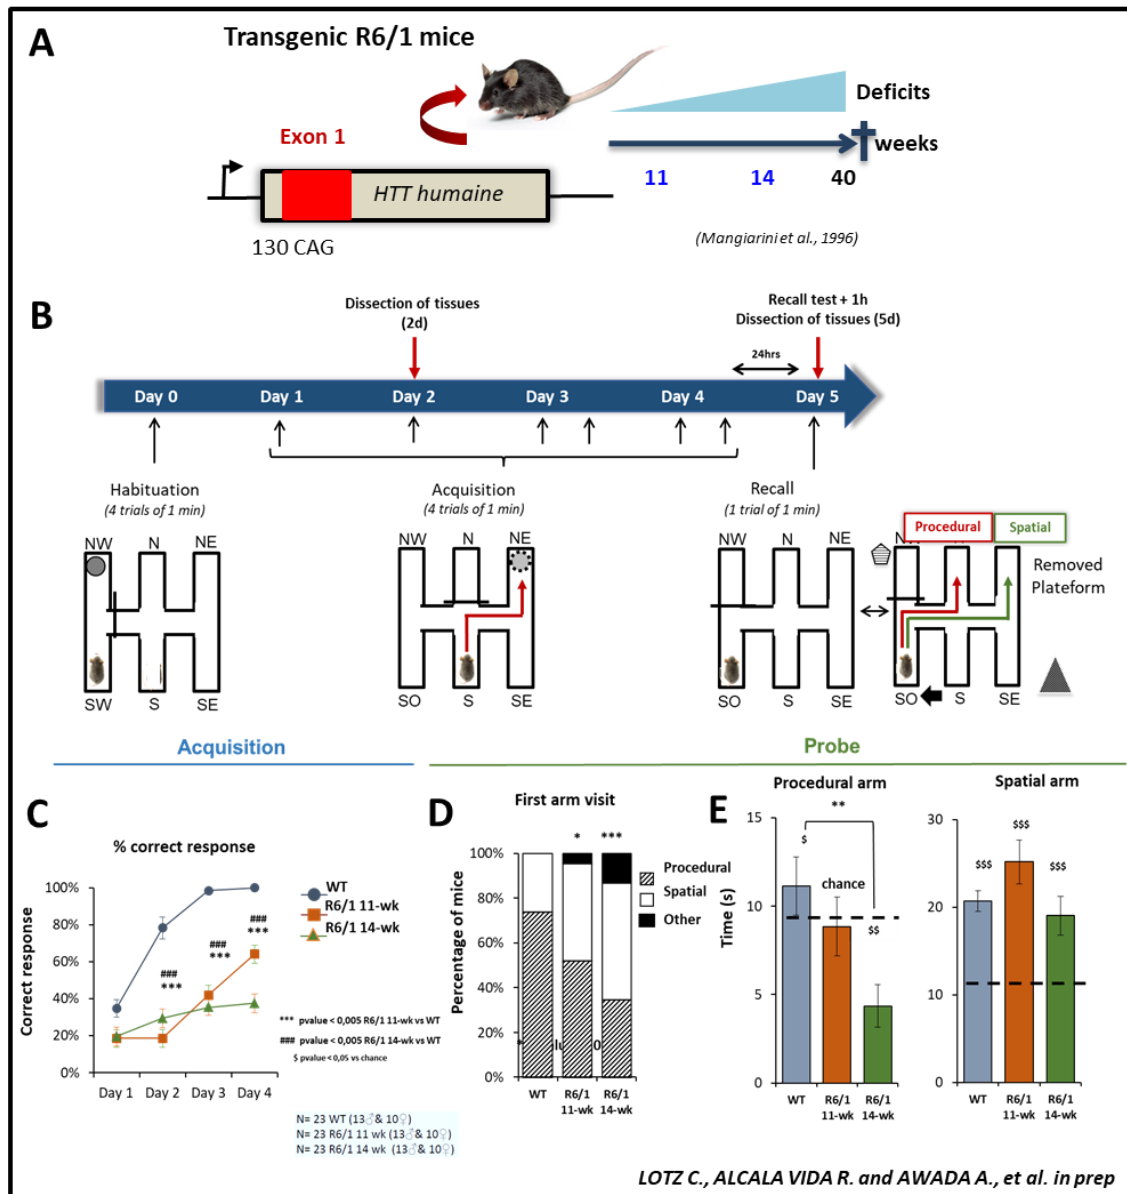 A
Transgenic R6/1 mice
Deficits
weeks
Exon 1
11 14 40
HTT humaine
130 CAG
(Mangiarini et al., 1996)
B
Dissection of tissues
(2d)
Recall test + 1h
Dissection of tissues (5d)
24hrs
Day 0 Day 1 Day 2 Day 3 Day 4 Day 5
Habituation
(4 trials of 1 min)
Acquisition
(4 trials of 1 min)
Recall
(1 trial of 1 min)
Procedural Spatial
NW N NE
NW N NE
NW N NE
Removed
Plateform
SW S SE
SO S SE
SO S SE
SO S SE
Acquisition
Probe
C
% correct response
Correct response
100%
80%
60%
40%
20%
0%
Day 1 Day 2 Day 3 Day 4
WT
R6/1 11-wk
R6/1 14-wk
###
***
###
***
###
***
*** pvalue < 0,005 R6/1 11-wk vs WT
### pvalue < 0,005 R6/1 14-wk vs WT
$ pvalue < 0,05 vs chance
N= 23 WT (13♂& 10♀)
N= 23 R6/1 11 wk (13♂& 10♀)
N= 23 R6/1 14 wk (13♂& 10♀)
D
First arm visit
* ***
Percentage of mice
100%
80%
60%
40%
20%
0%
Procedural
Spatial
Other
WT R6/1 11-wk R6/1 14-wk
E
Procedural arm
**
Time (s)
15
10
5
0
$
chance
$$
WT R6/1 11-wk R6/1 14-wk
Spatial arm
30
20
10
0
$$$
$$$
$$$
WT R6/1 11-wk R6/1 14-wk
LOTZ C., ALCALA VIDA R. and AWADA A., et al. in prep